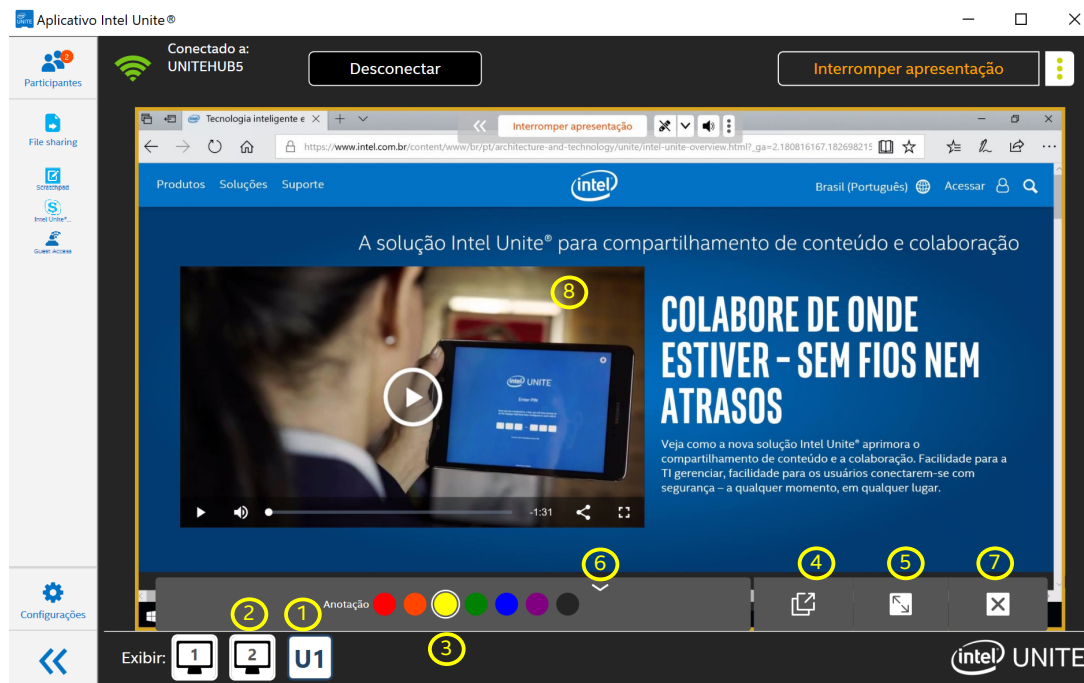 UNITE Aplicativo Intel Unite®
2
Participantes
Conectado a:
UNITEHUB5
Desconectar
Interromper apresentação
File sharing
Scratchpad
Intel Unite®...
Guest Access
Tecnologia inteligente e
Interromper apresentação
https://www.intel.com.br/content/www/br/pt/architecture-and-technology/unite/intel-unite-overview.html?_ga=2.180816167.182698215
Produtos Soluções Suporte
intel
Brasil (Português) Acessar
A solução Intel Unite® para compartilhamento de conteúdo e colaboração
8
intel UNITE
Enter PIN
COLABORE DE ONDE
ESTIVER – SEM FIOS NEM
ATRASOS
Veja como a nova solução Intel Unite® aprimora o
compartilhamento de conteúdo e a colaboração. Facilidade para a
TI gerenciar, facilidade para os usuários conectarem-se com
segurança – a qualquer momento, em qualquer lugar.
-1:31
6
4
5
7
Anotação
Configurações
2
1
3
Exibir: 1 2 U1
intel UNITE